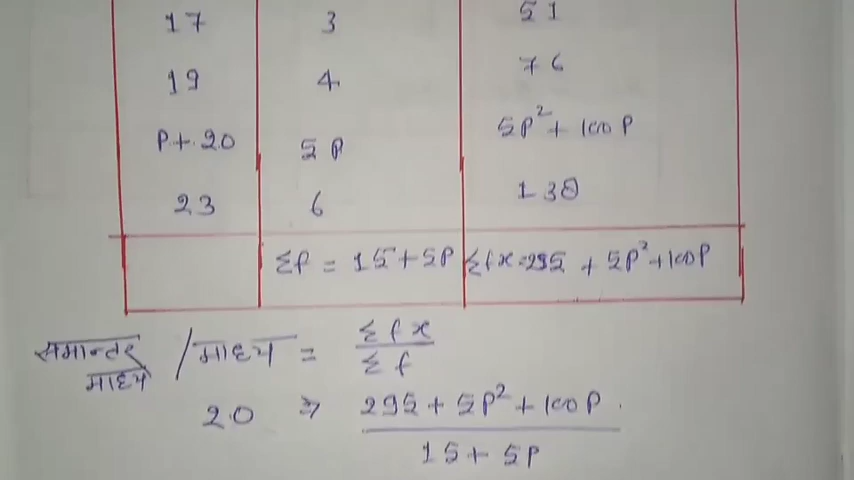 17 3 51
19 4 76
P+20 5P 5P²+100P
23 6 138
Σf = 15+5P Σfx=295 + 5P²+100P
समान्तर माध्य / माध्य = Σfx / Σf
20 ⇒ 295 + 5P² + 100P / 15 + 5P